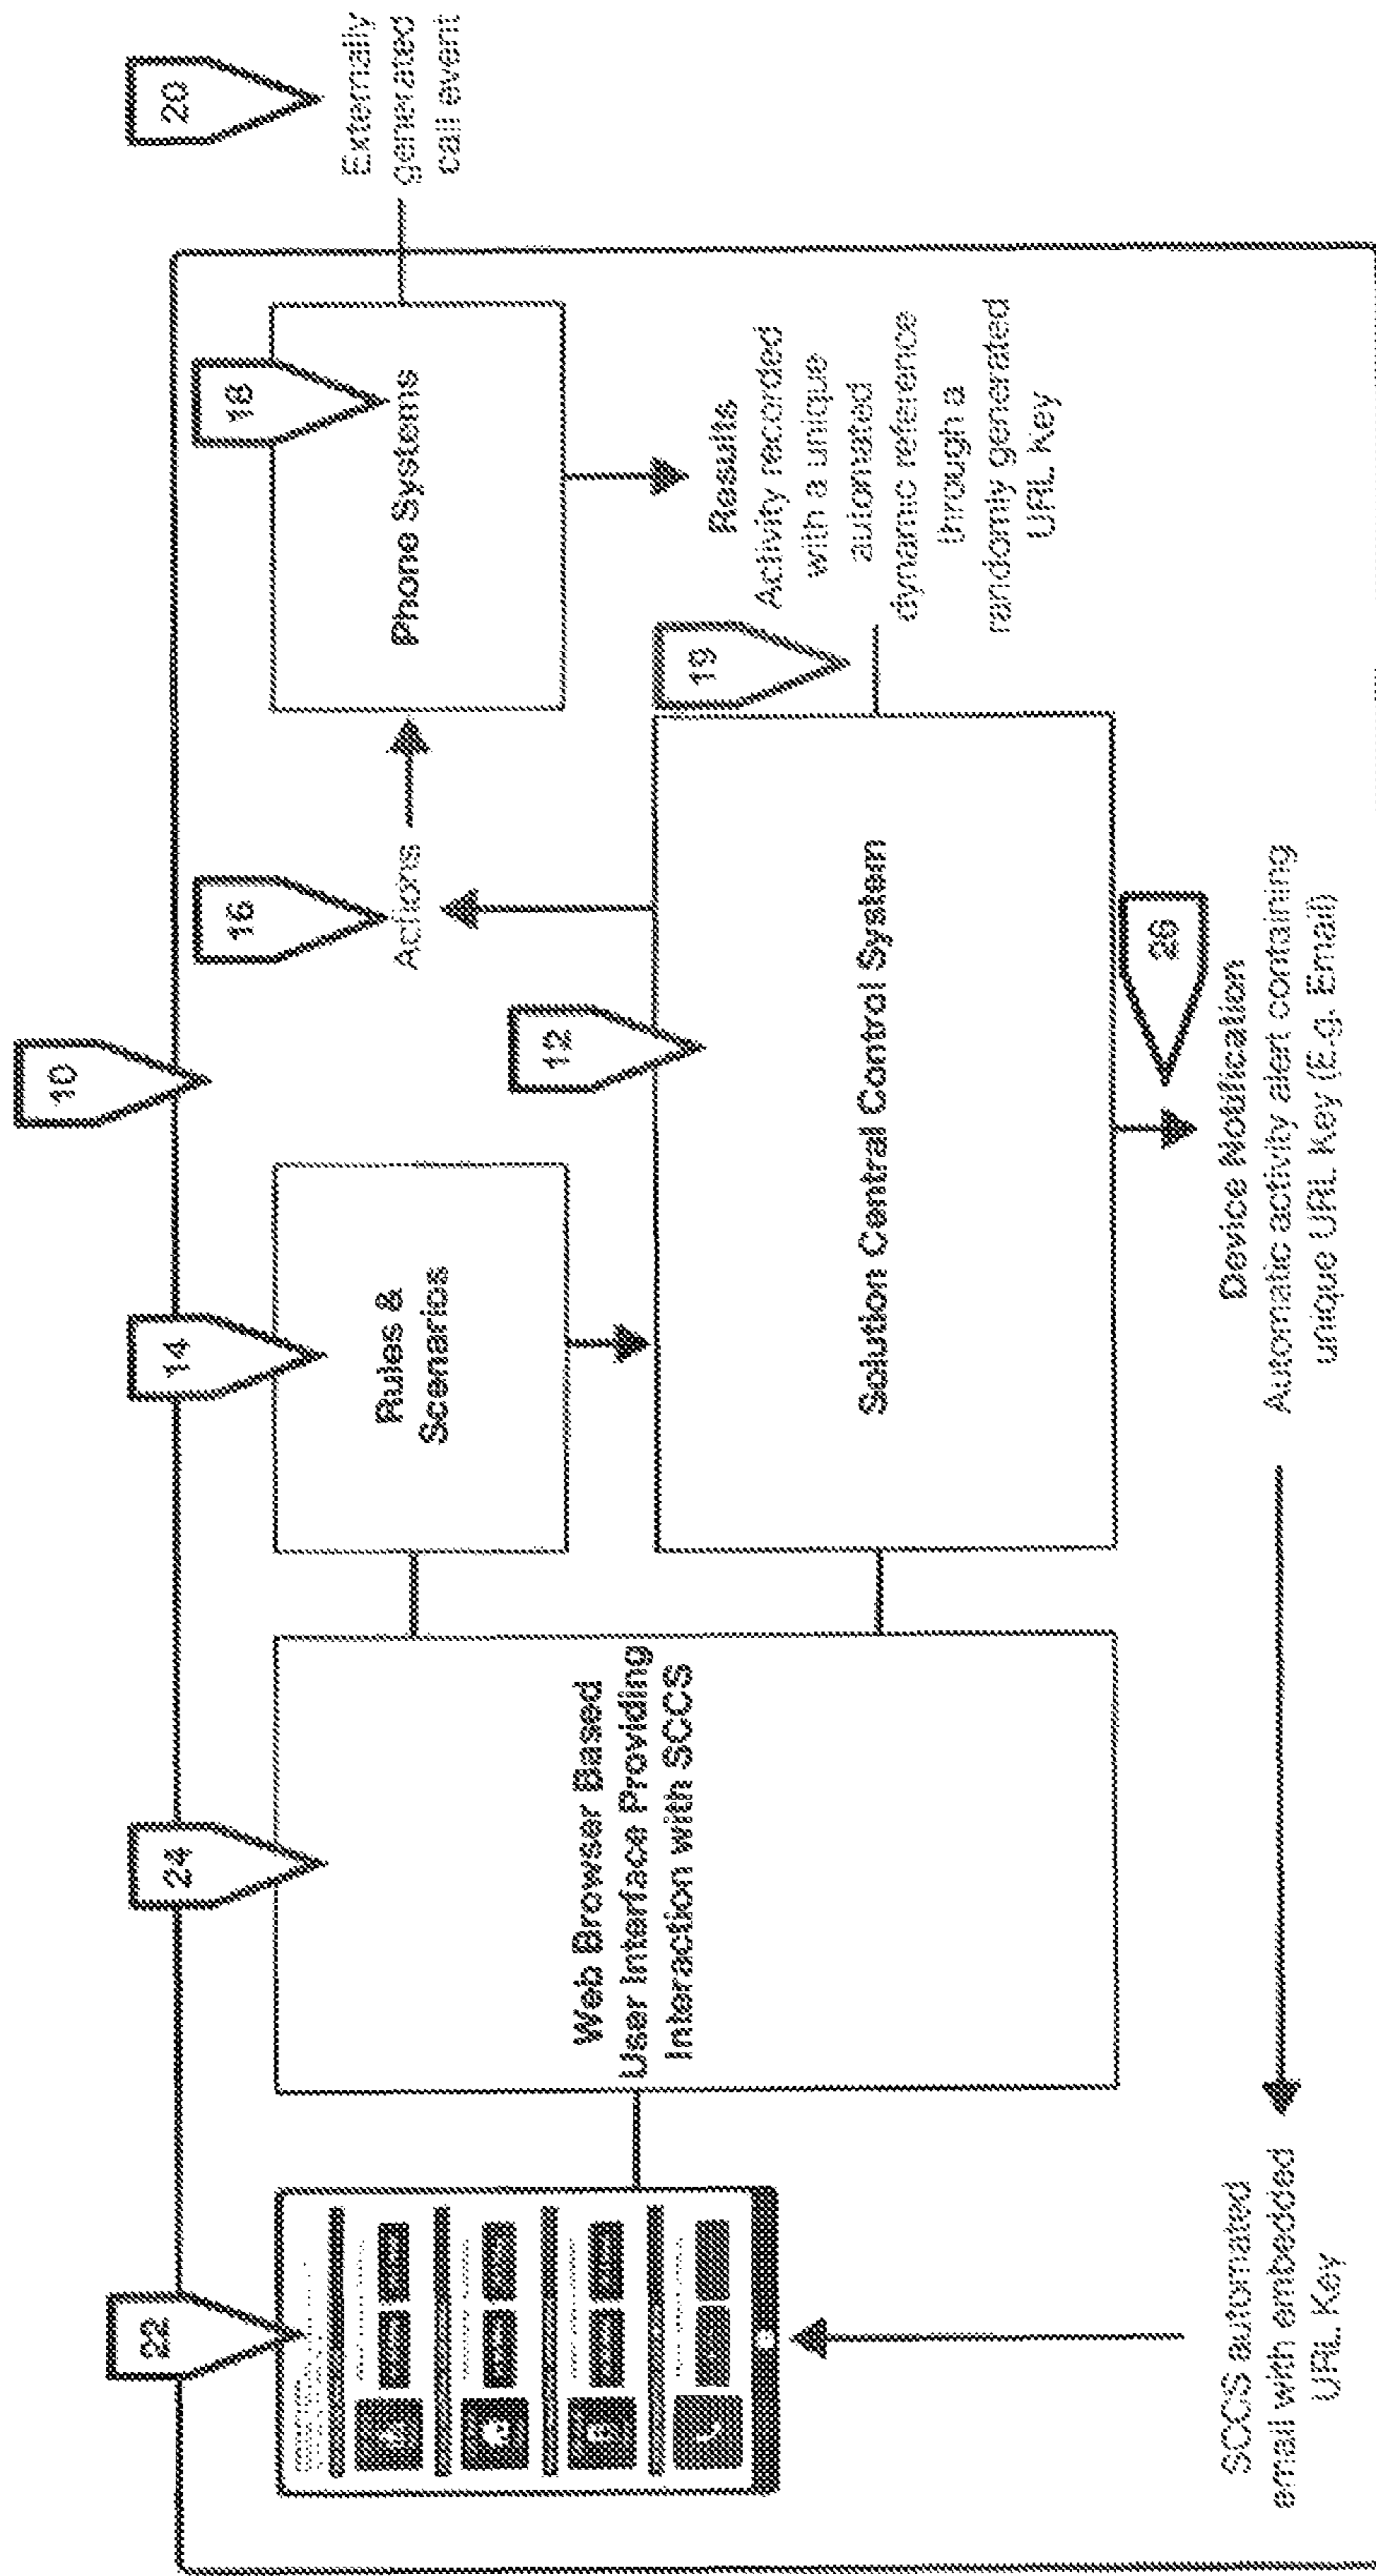 10
20
22
24
14
16
18
12
19
26
Web Browser Based
User Interface Providing
Interaction with SCCS
Rules &
Scenarios
Actions
Phone Systems
Externally
generated
call event
Solution Central Control System
Results
Activity recorded
with a unique
automated
dynamic reference
through a
randomly generated
URL Key
Device Notification
Automatic activity alert containing
unique URL Key (E.g. Email)
SCCS automated
email with embedded
URL Key